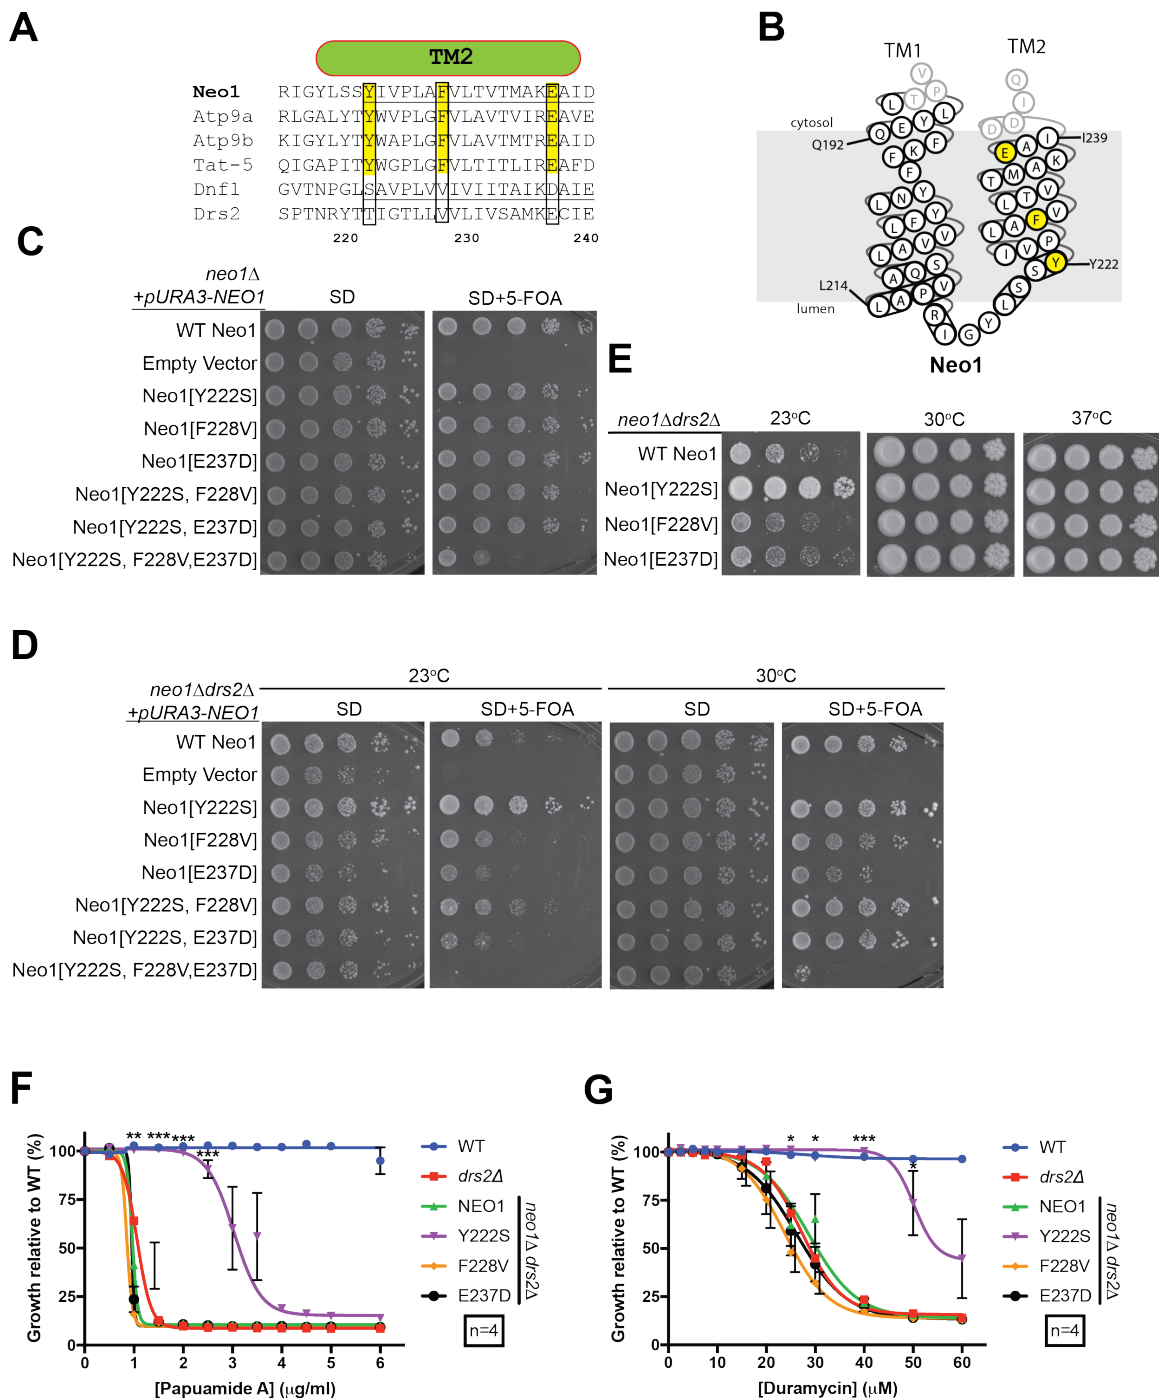 A
TM2
Neo1 RIGYLSSYIVPLAFVLTVTMAKEAID
Atp9a RLGALYTYWVPLGFVLAVTVIREAVE
Atp9b KIGYLYTYWVPLGFVLAVTMVREAID
Tat-5 QIGAPITYWGPLGFVLTITLIREAFD
Dnf1 GVTNPGLSAVPLVVIVIITAIKDAIE
Drs2 SPTNRYTTIGTLLVVLIVSAMKECIE
220 230 240
B
TM1 TM2
cytosol
Q192
I239
L214
lumen
Y222
Neo1
C
neo1Δ
+pURA3-NEO1 SD SD+5-FOA
WT Neo1
Empty Vector
Neo1[Y222S]
Neo1[F228V]
Neo1[E237D]
Neo1[Y222S, F228V]
Neo1[Y222S, E237D]
Neo1[Y222S, F228V,E237D]
E
neo1Δdrs2Δ 23°C 30°C 37°C
WT Neo1
Neo1[Y222S]
Neo1[F228V]
Neo1[E237D]
D
23°C 30°C
neo1Δdrs2Δ
+pURA3-NEO1 SD SD+5-FOA SD SD+5-FOA
WT Neo1
Empty Vector
Neo1[Y222S]
Neo1[F228V]
Neo1[E237D]
Neo1[Y222S, F228V]
Neo1[Y222S, E237D]
Neo1[Y222S, F228V,E237D]
F
Growth relative to WT (%)
100
75
50
25
0
0 1 2 3 4 5 6
[Papuamide A] (µg/ml)
** *** *** ***
WT
drs2Δ
NEO1
Y222S
F228V
E237D
neo1Δ drs2Δ
n=4
G
Growth relative to WT (%)
100
75
50
25
0
0 10 20 30 40 50 60
[Duramycin] (µM)
* * *** *
WT
drs2Δ
NEO1
Y222S
F228V
E237D
neo1Δ drs2Δ
n=4